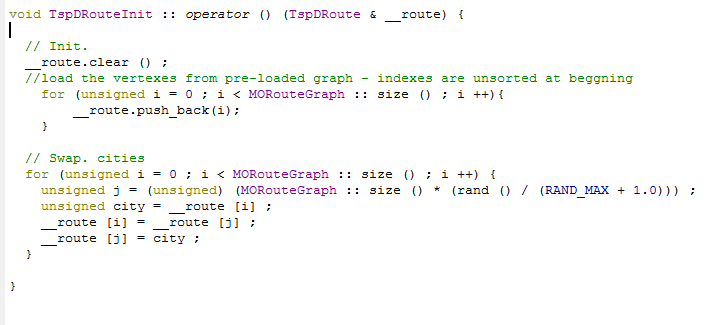 void TspDRouteInit :: operator () (TspDRoute & __route) {
// Init.
__route.clear () ;
//load the vertexes from pre-loaded graph - indexes are unsorted at beggning
for (unsigned i = 0 ; i < MORouteGraph :: size () ; i ++){
__route.push_back(i);
}
// Swap. cities
for (unsigned i = 0 ; i < MORouteGraph :: size () ; i ++) {
unsigned j = (unsigned) (MORouteGraph :: size () * (rand () / (RAND_MAX + 1.0))) ;
unsigned city = __route [i] ;
__route [i] = __route [j] ;
__route [j] = city ;
}
}